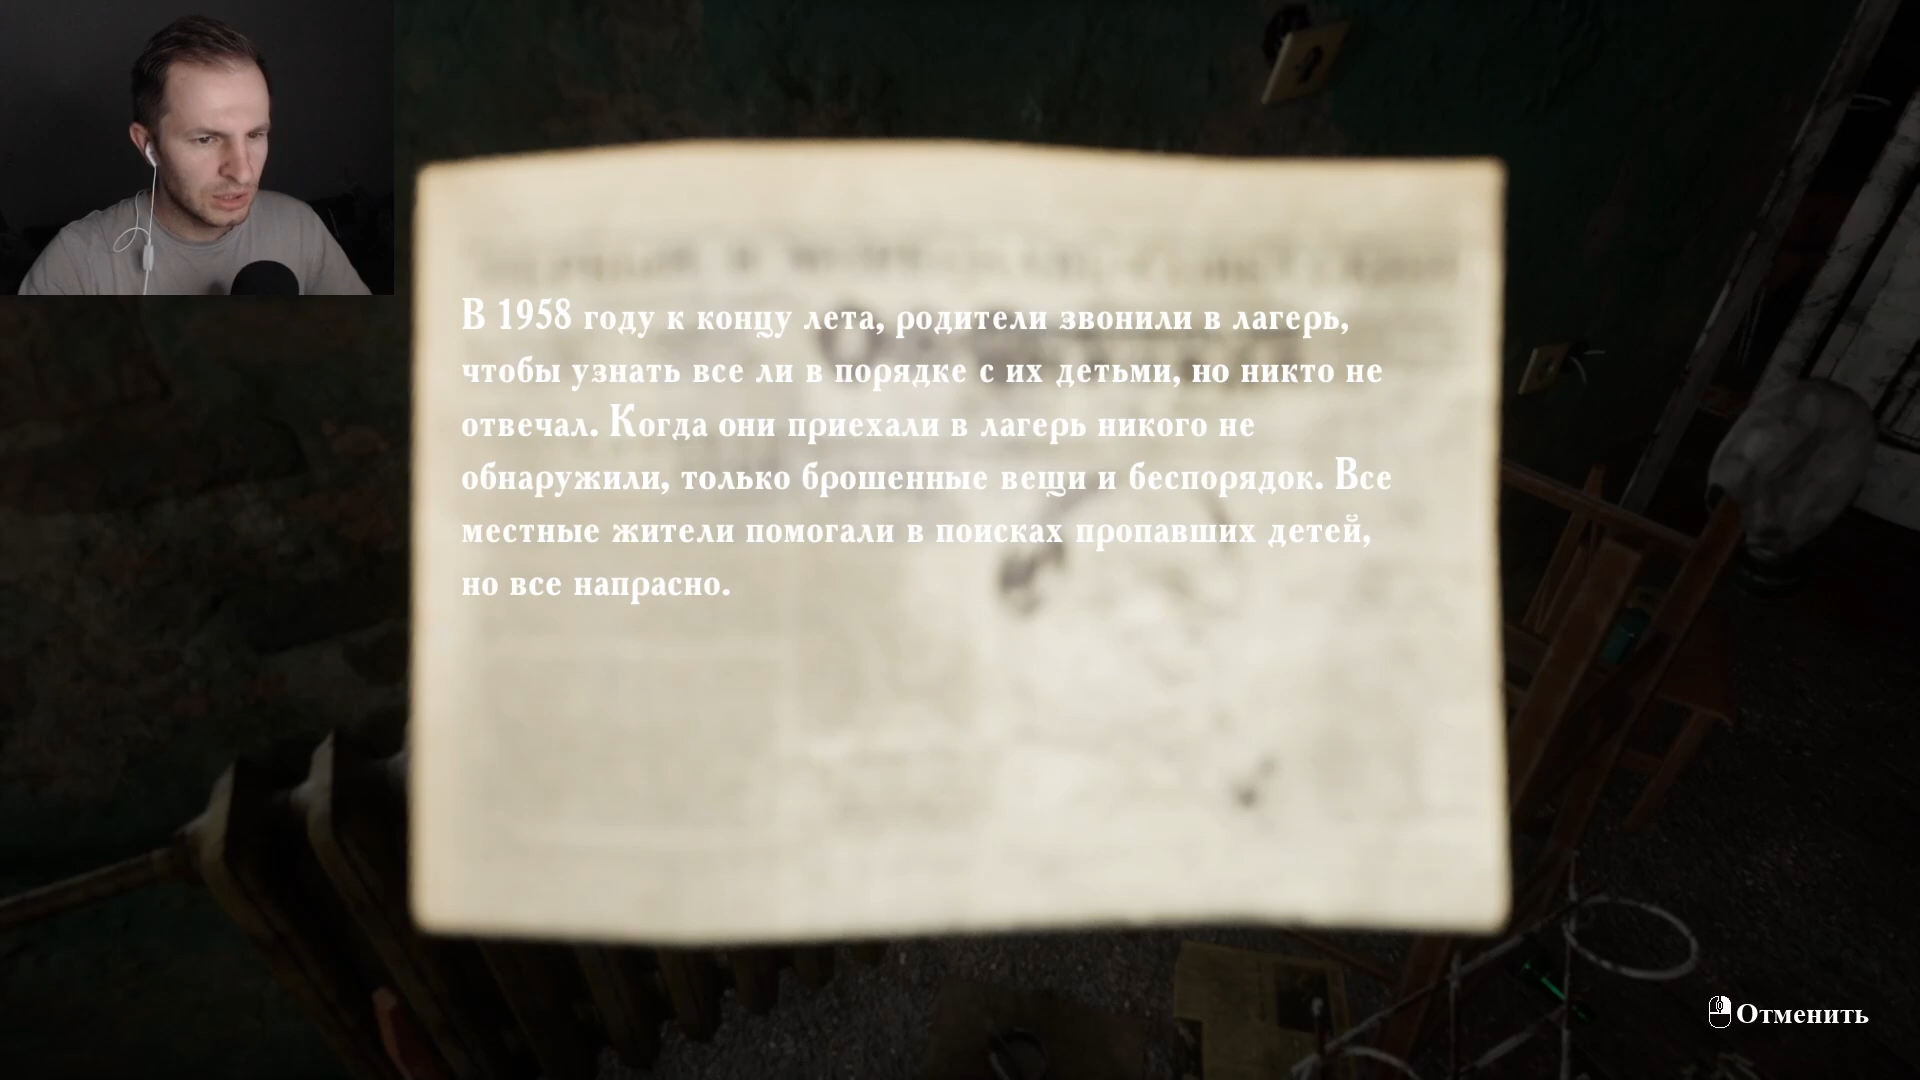 В 1958 году к концу лета, родители звонили в лагерь,
чтобы узнать все ли в порядке с их детьми, но никто не
отвечал. Когда они приехали в лагерь никого не
обнаружили, только брошенные вещи и беспорядок. Все
местные жители помогали в поисках пропавших детей,
но все напрасно.
Отменить